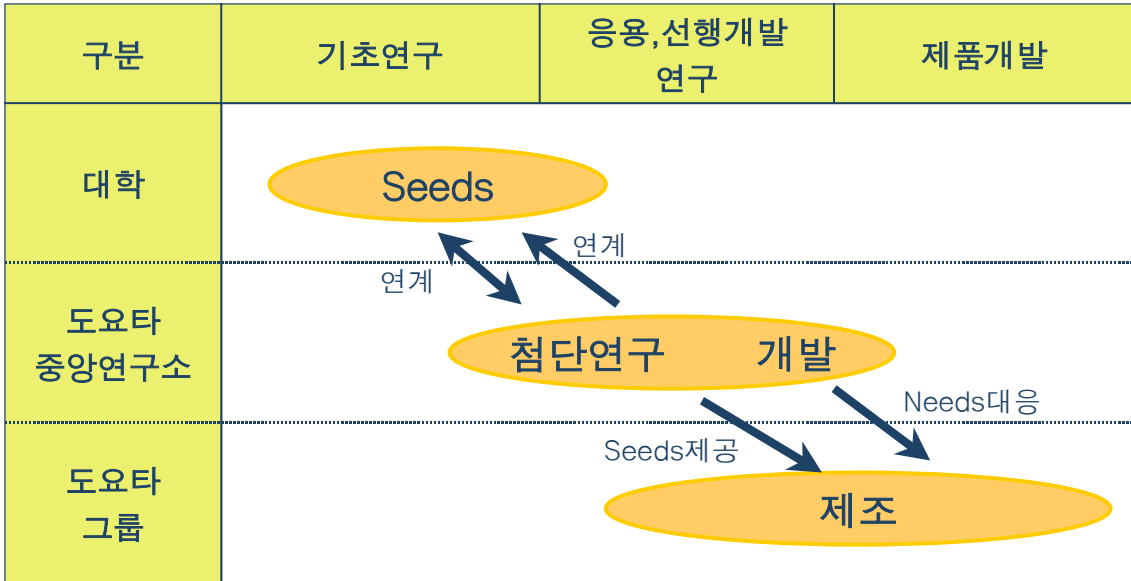 구분
기초연구
응용,선행개발
연구
제품개발
대학
Seeds
연계
연계
도요타
중앙연구소
첨단연구 개발
Needs대응
Seeds제공
도요타
그룹
제조